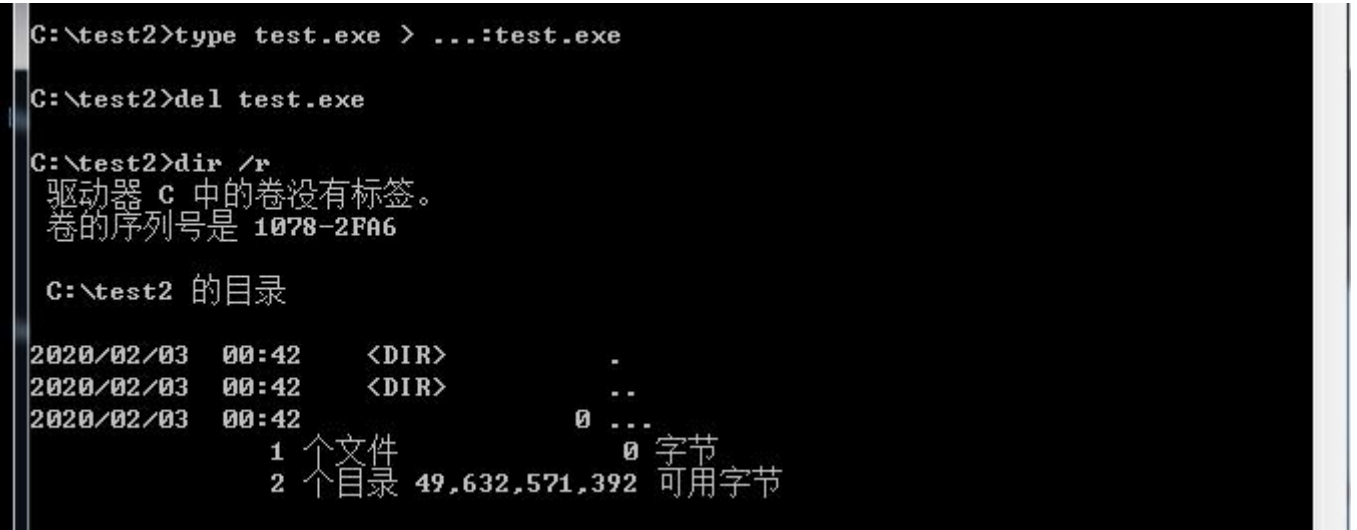 C:\test2>type test.exe > ...:test.exe
C:\test2>del test.exe
C:\test2>dir /r
驱动器 C 中的卷没有标签。
卷的序列号是 1078-2FA6
C:\test2 的目录
2020/02/03 00:42 <DIR> .
2020/02/03 00:42 <DIR> ..
2020/02/03 00:42 0 ...
1 个文件 0 字节
2 个目录 49,632,571,392 可用字节